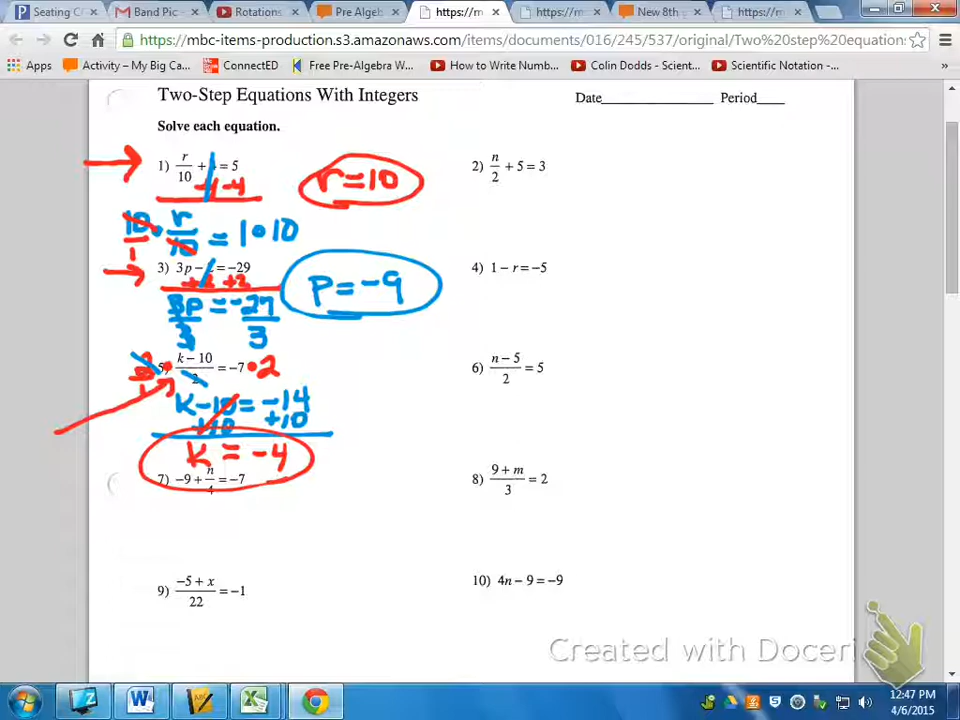 Seating C
Band Pic
Rotations
Pre Algeb
https://m
https://m
New 8th
https://m
https://mbc-items-production.s3.amazonaws.com/items/documents/016/245/537/original/Two%20step%20equation
Apps
Activity – My Big Ca...
ConnectED
Free Pre-Algebra W...
How to Write Numb...
Colin Dodds - Scient...
Scientific Notation -...
»
Two-Step Equations With Integers
Date Period
Solve each equation.
1) r/10 + = 5
-4 -4
r=10
10/1 • r/10 = 1•10
2) n/2 + 5 = 3
3) 3p − 2 = −29
+2 +2
3p/3 = -27/3
p=-9
4) 1 − r = −5
5) (k − 10)/2 = −7 •2
k-10 = -14
+10 +10
k = -4
6) (n − 5)/2 = 5
7) −9 + n/4 = −7
8) (9 + m)/3 = 2
9) (−5 + x)/22 = −1
10) 4n − 9 = −9
Created with Doceri
12:47 PM
4/6/2015